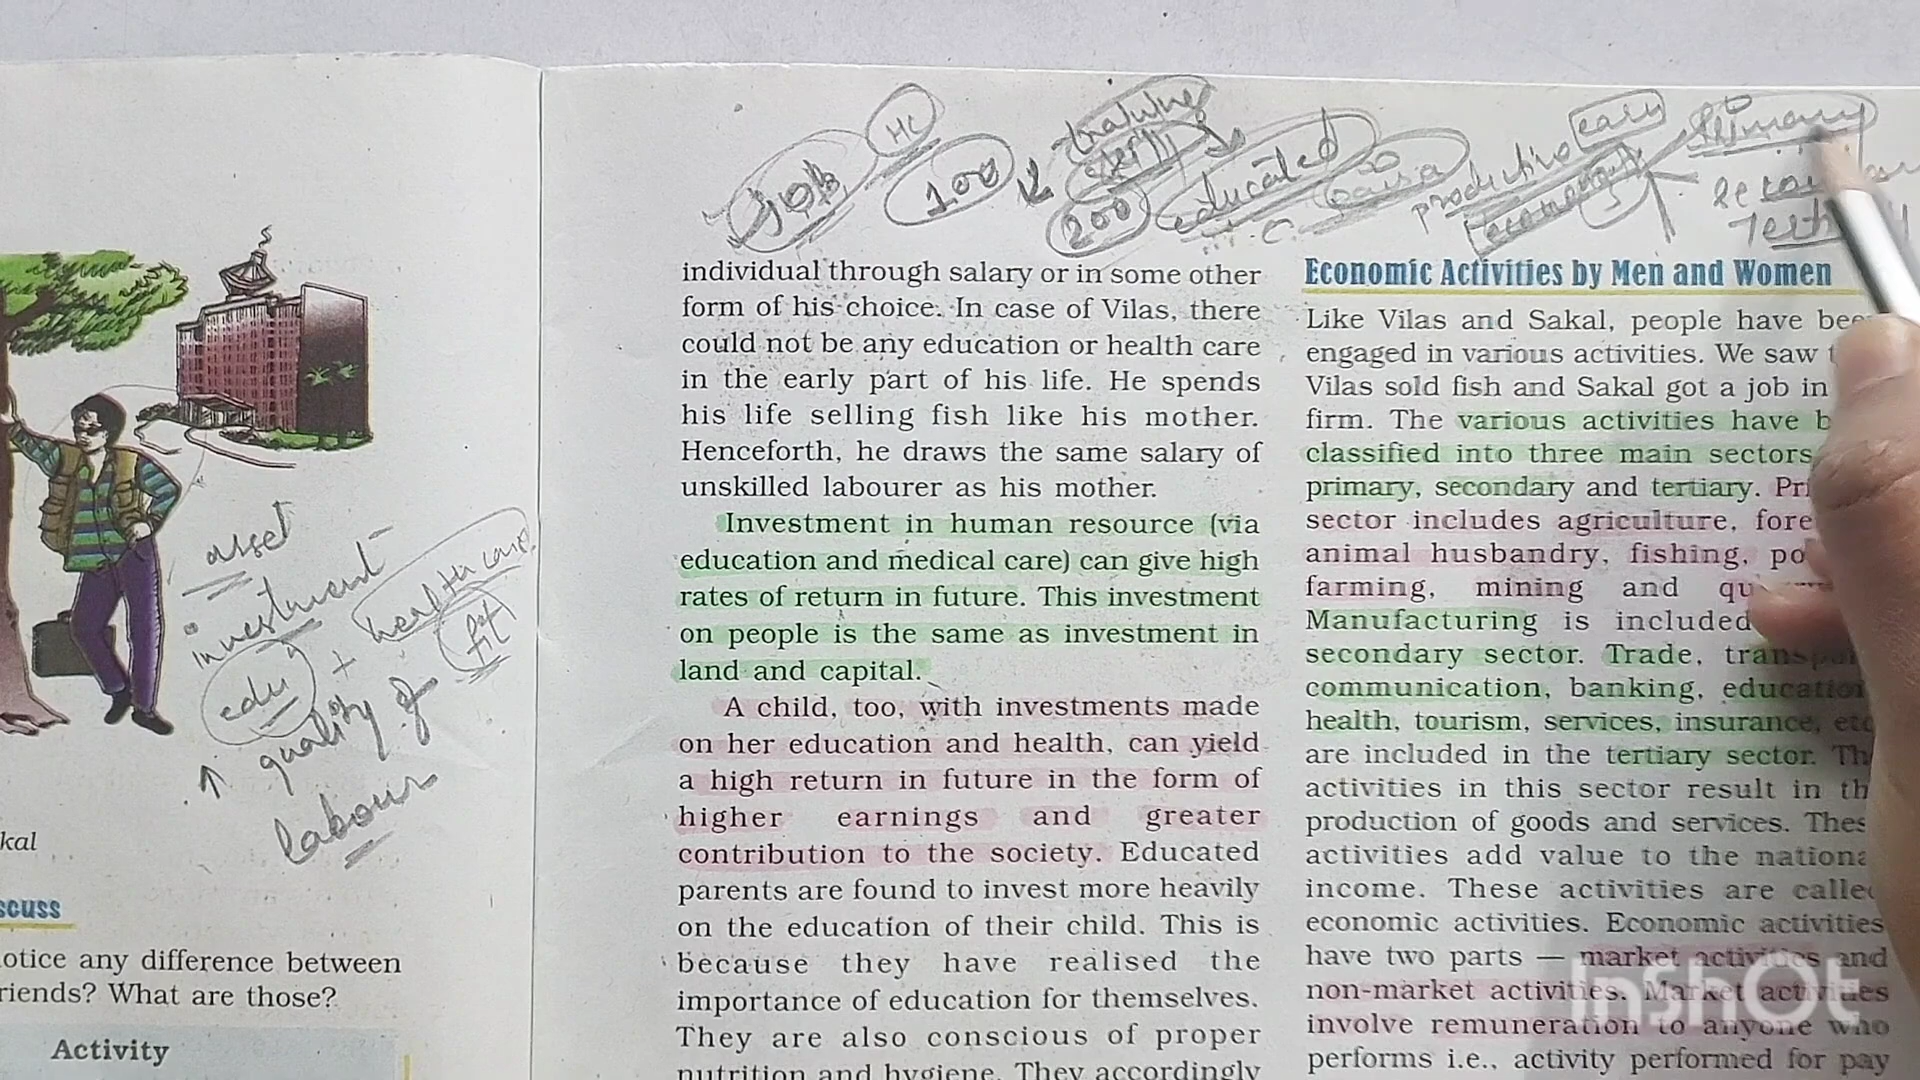 Job
HC
100
200
educated
productive
Primary
asset
investment
edu + health care
quality of
labour
kal
scuss
otice any difference between
riends? What are those?
Activity
individual through salary or in some other
form of his choice. In case of Vilas, there
could not be any education or health care
in the early part of his life. He spends
his life selling fish like his mother.
Henceforth, he draws the same salary of
unskilled labourer as his mother.
Investment in human resource (via
education and medical care) can give high
rates of return in future. This investment
on people is the same as investment in
land and capital.
A child, too, with investments made
on her education and health, can yield
a high return in future in the form of
higher earnings and greater
contribution to the society. Educated
parents are found to invest more heavily
on the education of their child. This is
because they have realised the
importance of education for themselves.
They are also conscious of proper
nutrition and hygiene. They accordingly
Economic Activities by Men and Women
Like Vilas and Sakal, people have bee
engaged in various activities. We saw t
Vilas sold fish and Sakal got a job in
firm. The various activities have b
classified into three main sectors
primary, secondary and tertiary. Pri
sector includes agriculture, fore
animal husbandry, fishing, po
farming, mining and qu
Manufacturing is included
secondary sector. Trade, transpor
communication, banking, education
health, tourism, services, insurance, etc
are included in the tertiary sector. Th
activities in this sector result in th
production of goods and services. Thes
activities add value to the nationa
income. These activities are called
economic activities. Economic activities
have two parts — market activities and
non-market activities. Market activities
involve remuneration to anyone who
performs i.e., activity performed for pay
InShOt